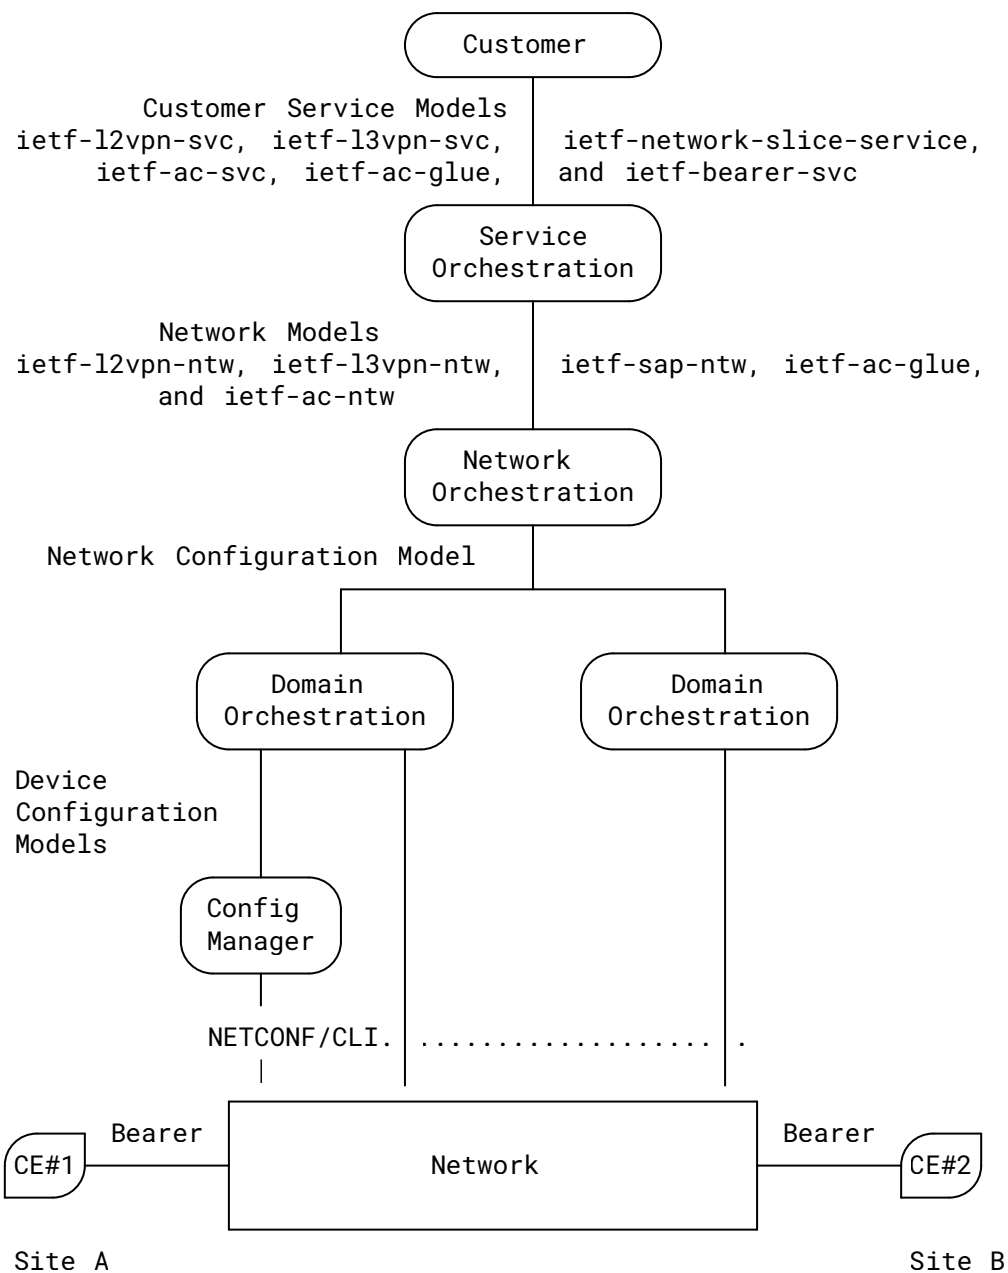 Customer
Customer Service Models
ietf-l2vpn-svc, ietf-l3vpn-svc, ietf-network-slice-service,
ietf-ac-svc, ietf-ac-glue, and ietf-bearer-svc
Service
Orchestration
Network Models
ietf-l2vpn-ntw, ietf-l3vpn-ntw, ietf-sap-ntw, ietf-ac-glue,
and ietf-ac-ntw
Network
Orchestration
Network Configuration Model
Domain
Orchestration
Domain
Orchestration
Device
Configuration
Models
Config
Manager
NETCONF/CLI. .................... .
Bearer
Bearer
CE#1
Network
CE#2
Site A
Site B